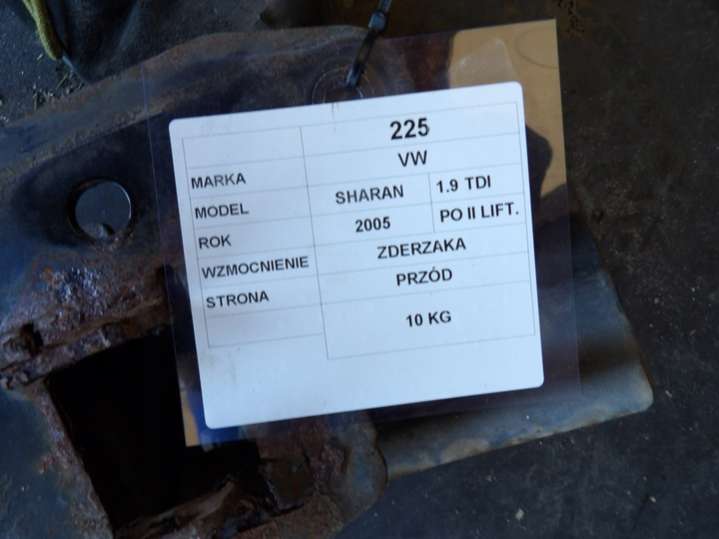 225
MARKA VW
MODEL SHARAN 1.9 TDI
ROK 2005 PO II LIFT.
WZMOCNIENIE ZDERZAKA
STRONA PRZÓD
10 KG